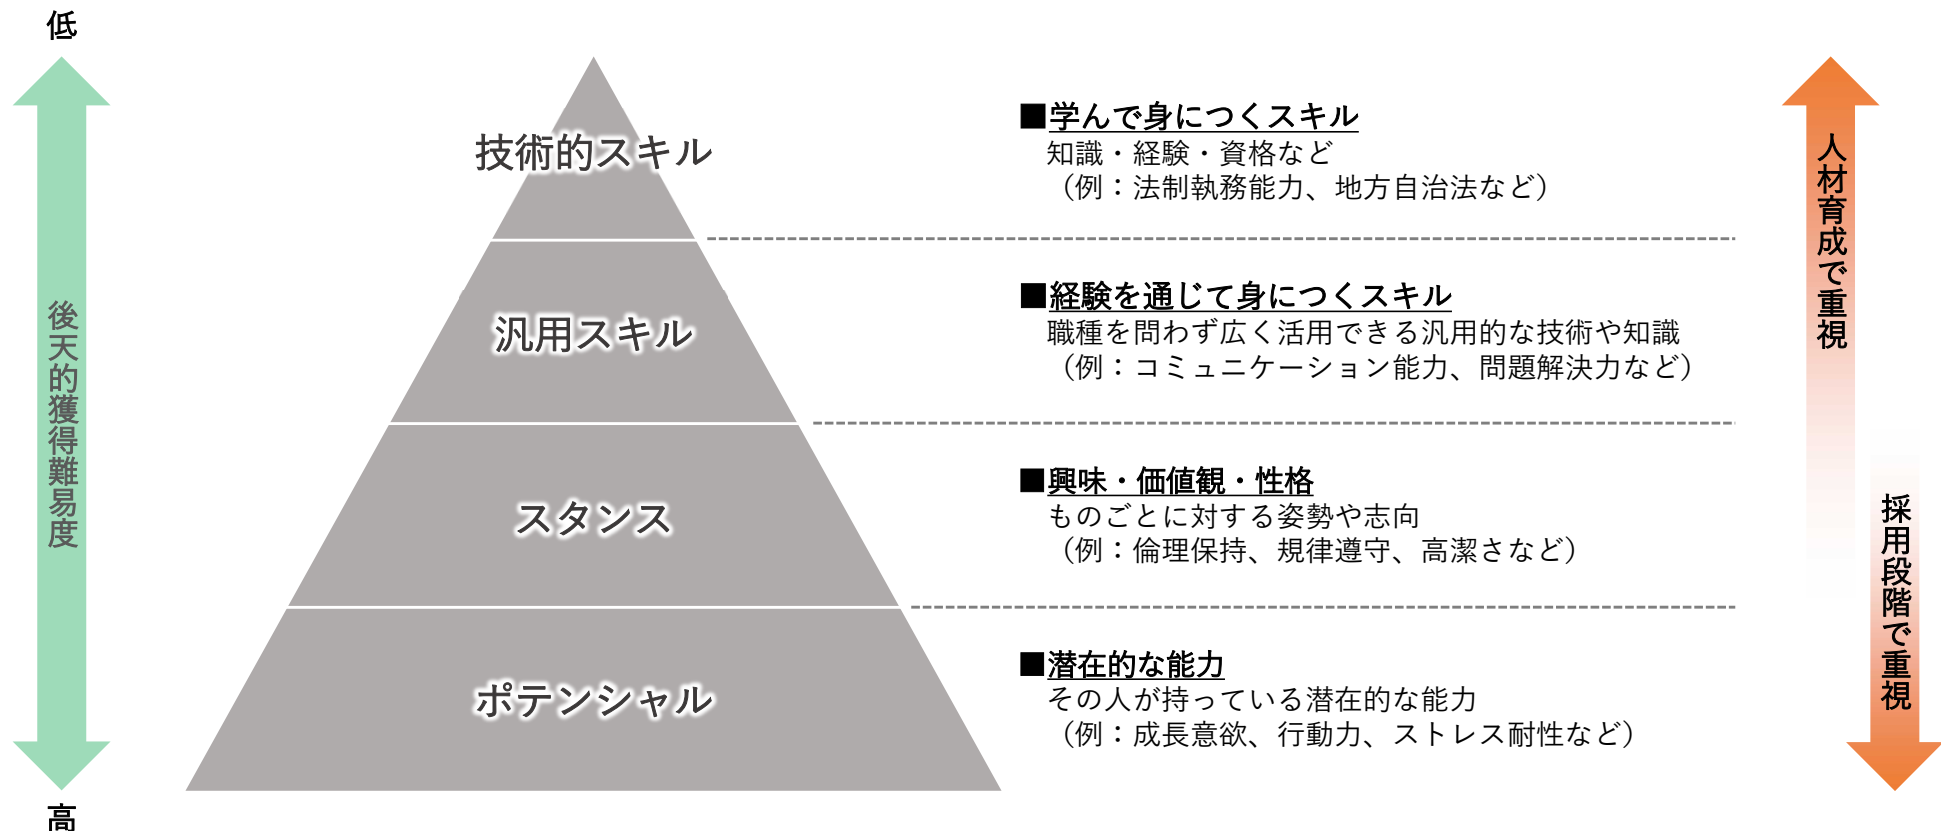 低
後天的獲得難易度
高
技術的スキル
■学んで身につくスキル
知識・経験・資格など
（例：法制執務能力、地方自治法など）
汎用スキル
■経験を通じて身につくスキル
職種を問わず広く活用できる汎用的な技術や知識
（例：コミュニケーション能力、問題解決力など）
スタンス
■興味・価値観・性格
ものごとに対する姿勢や志向
（例：倫理保持、規律遵守、高潔さなど）
ポテンシャル
■潜在的な能力
その人が持っている潜在的な能力
（例：成長意欲、行動力、ストレス耐性など）
人材育成で重視
採用段階で重視